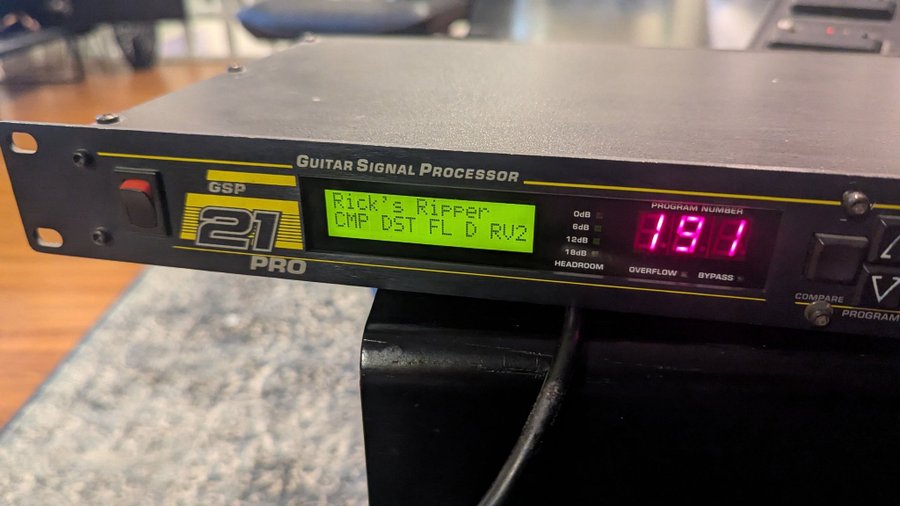 GUITAR SIGNAL PROCESSOR
GSP
21
PRO
Rick's Ripper
CMP DST FL D RV2
0dB
6dB
12dB
18dB
HEADROOM
PROGRAM NUMBER
191
OVERFLOW
BYPASS
COMPARE
PROGRAM